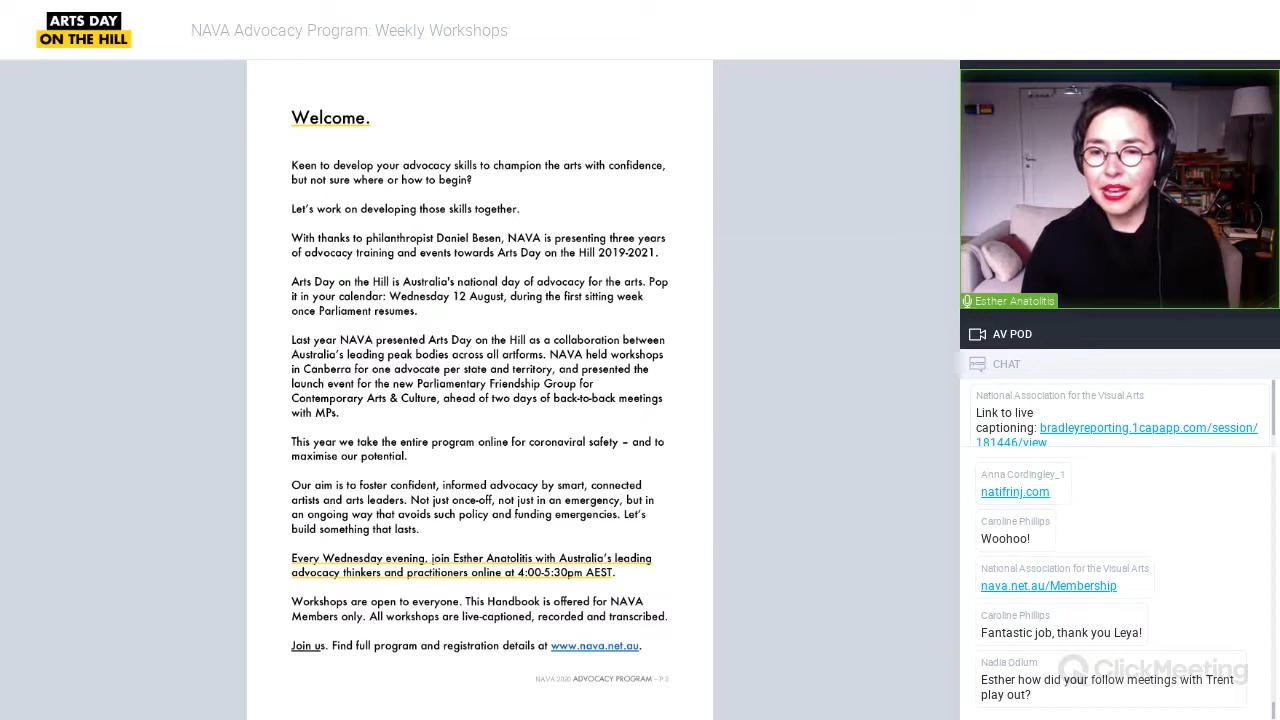 ARTS DAY
ON THE HILL
NAVA Advocacy Program: Weekly Workshops
Welcome.
Keen to develop your advocacy skills to champion the arts with confidence,
but not sure where or how to begin?
Let's work on developing those skills together.
With thanks to philanthropist Daniel Besen, NAVA is presenting three years
of advocacy training and events towards Arts Day on the Hill 2019-2021.
Arts Day on the Hill is Australia's national day of advocacy for the arts. Pop
it in your calendar: Wednesday 12 August, during the first sitting week
once Parliament resumes.
Last year NAVA presented Arts Day on the Hill as a collaboration between
Australia's leading peak bodies across all artforms. NAVA held workshops
in Canberra for one advocate per state and territory, and presented the
launch event for the new Parliamentary Friendship Group for
Contemporary Arts & Culture, ahead of two days of back-to-back meetings
with MPs.
This year we take the entire program online for coronaviral safety – and to
maximise our potential.
Our aim is to foster confident, informed advocacy by smart, connected
artists and arts leaders. Not just once-off, not just in an emergency, but in
an ongoing way that avoids such policy and funding emergencies. Let's
build something that lasts.
Every Wednesday evening, join Esther Anatolitis with Australia's leading
advocacy thinkers and practitioners online at 4:00-5:30pm AEST.
Workshops are open to everyone. This Handbook is offered for NAVA
Members only. All workshops are live-captioned, recorded and transcribed.
Join us. Find full program and registration details at www.nava.net.au.
NAVA 2020 ADVOCACY PROGRAM – P 2
Esther Anatolitis
AV POD
CHAT
National Association for the Visual Arts
Link to live
captioning: bradleyreporting.1capapp.com/session/
181446/view
Anna Cordingley_1
natifrinj.com
Caroline Phillips
Woohoo!
National Association for the Visual Arts
nava.net.au/Membership
Caroline Phillips
Fantastic job, thank you Leya!
Nadia Odlum
ClickMeeting
Esther how did your follow meetings with Trent
play out?